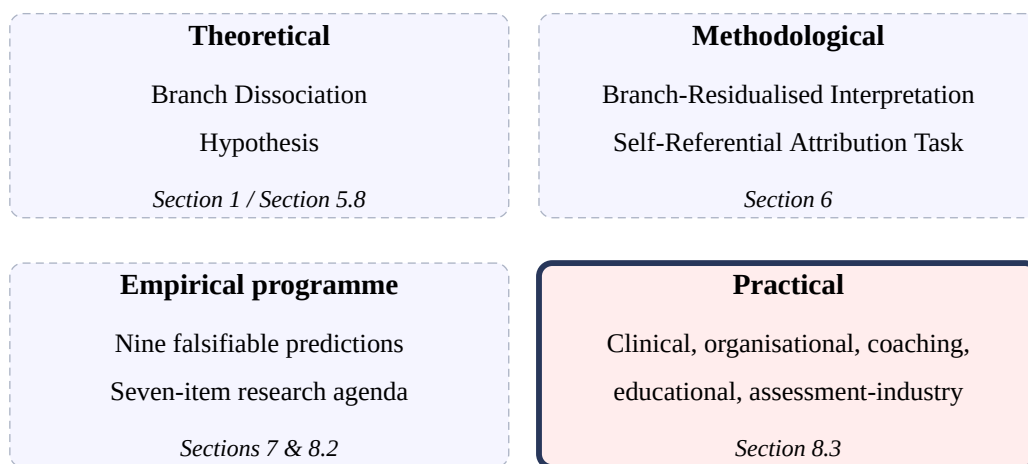 Theoretical
Branch Dissociation
Hypothesis
Section 1 / Section 5.8
Methodological
Branch-Residualised Interpretation
Self-Referential Attribution Task
Section 6
Empirical programme
Nine falsifiable predictions
Seven-item research agenda
Sections 7 & 8.2
Practical
Clinical, organisational, coaching,
educational, assessment-industry
Section 8.3